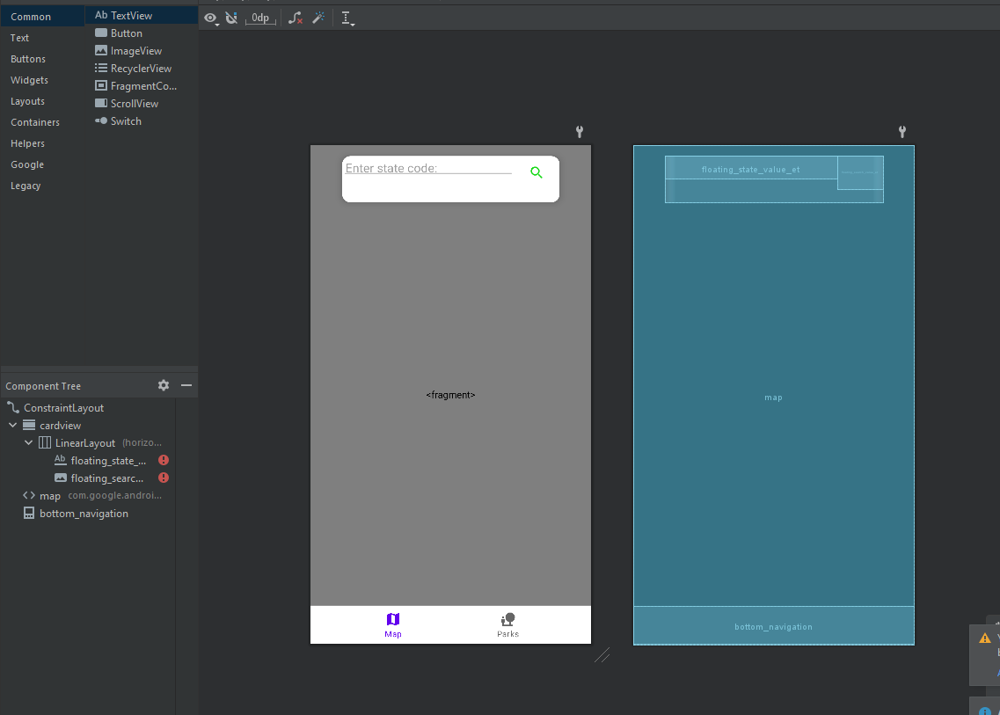 Common
Text
Buttons
Widgets
Layouts
Containers
Helpers
Google
Legacy
Ab TextView
Button
ImageView
RecyclerView
FragmentCo...
ScrollView
Switch
0dp
Enter state code:
<fragment>
Map
Parks
floating_state_value_et
map
bottom_navigation
Component Tree
ConstraintLayout
cardview
LinearLayout (horizo...
Ab floating_state_...
floating_searc...
map com.google.androi...
bottom_navigation